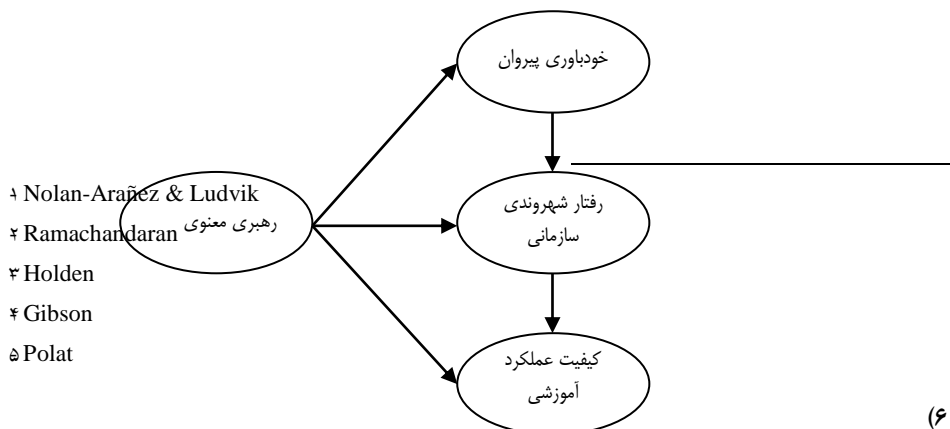 خودباوری پیروان
رهبری معنوی
رفتار شهروندی
سازمانی
کیفیت عملکرد
آموزشی
۱ Nolan-Arañez & Ludvik
۲ Ramachandaran
۳ Holden
۴ Gibson
۵ Polat
۶)